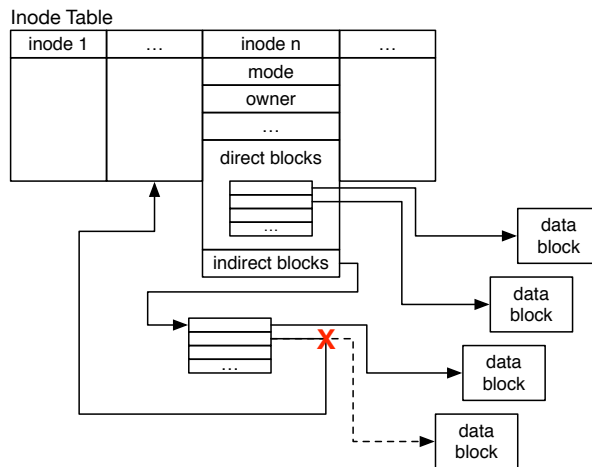 Inode Table
inode 1
...
inode n
...
mode
owner
...
direct blocks
...
data
block
indirect blocks
data
block
...
data
block
data
block